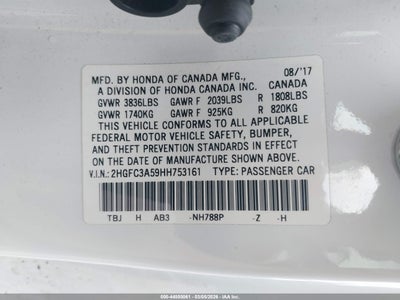 MFD. BY HONDA OF CANADA MFG., 08/'17
A DIVISION OF HONDA CANADA INC.
GVWR 3836LBS GAWR F 2039LBS R 1808LBS
GVWR 1740KG GAWR F 925KG R 820KG
THIS VEHICLE CONFORMS TO ALL APPLICABLE
FEDERAL MOTOR VEHICLE SAFETY, BUMPER,
AND THEFT PREVENTION STANDARDS IN EFFECT
ON THE DATE OF MANUFACTURE SHOWN ABOVE.
V.I.N: 2HGFC3A59HH753161 TYPE: PASSENGER CAR
TBJ H AB3 -NH788P -Z -H